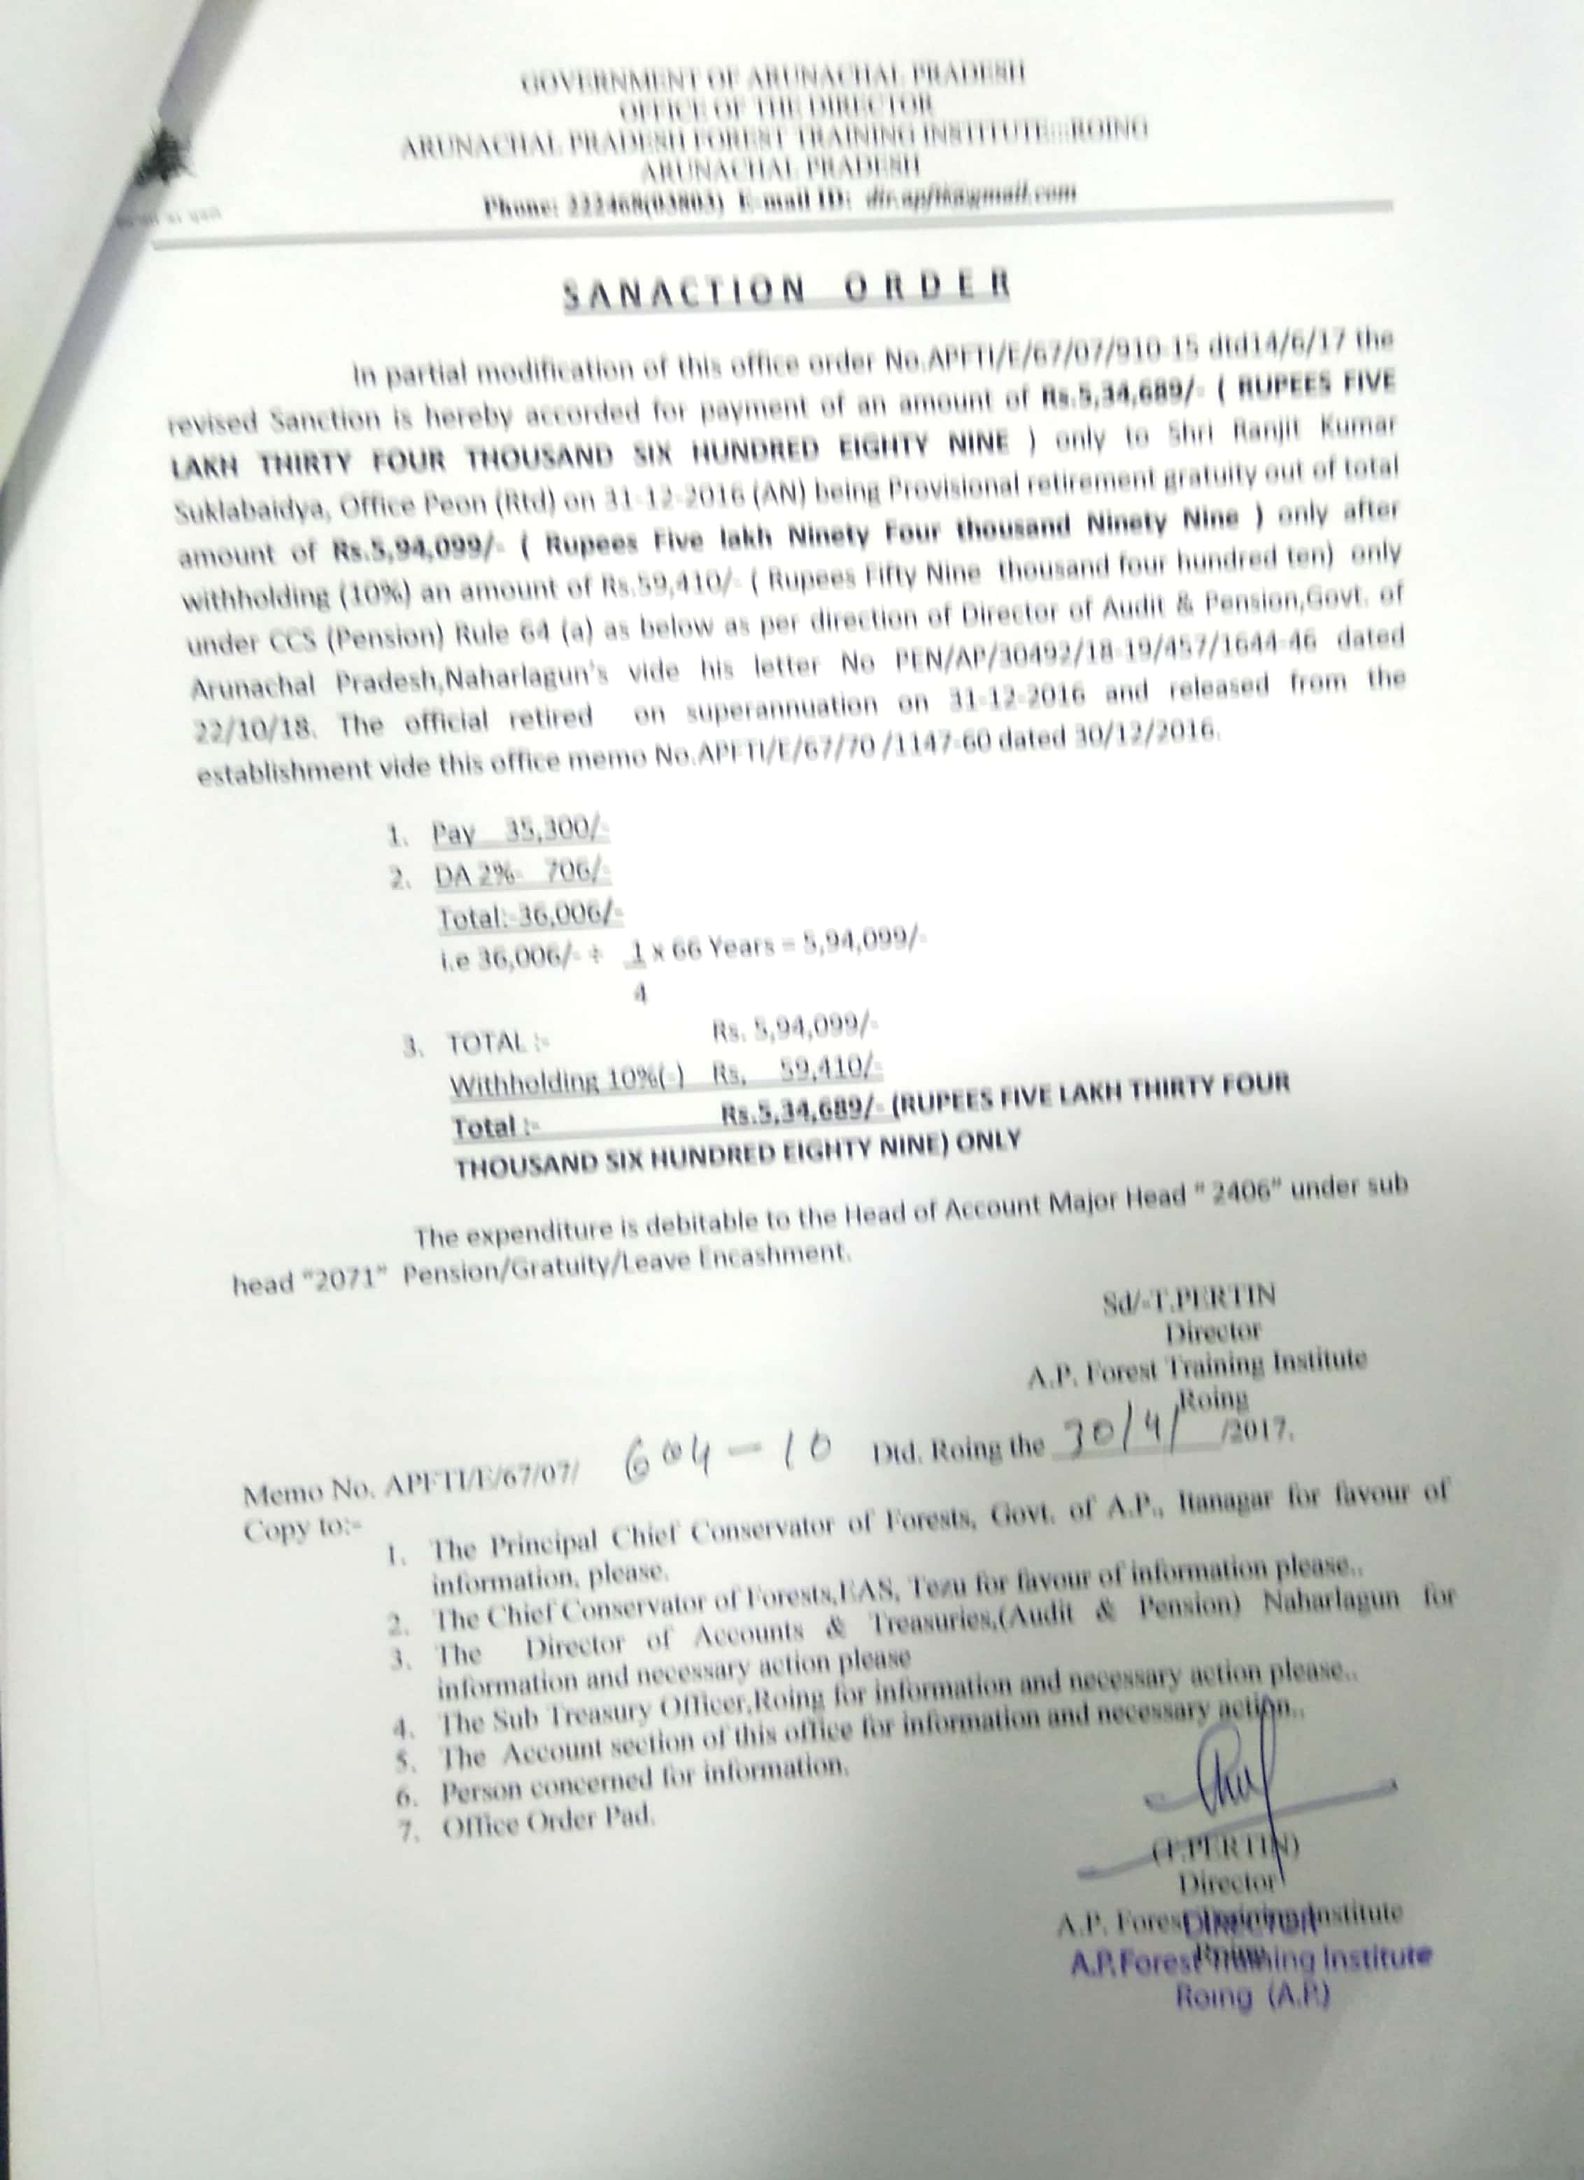 GOVERNMENT OF ARUNACHAL PRADESH
OFFICE OF THE DIRECTOR
ARUNACHAL PRADESH FOREST TRAINING INSTITUTE:::ROING
ARUNACHAL PRADESH
Phone: 222468(03803) E-mail ID: dir.apfti@gmail.com
SANACTION ORDER
In partial modification of this office order No.APFTI/E/67/07/910-15 dtd14/6/17 the
revised Sanction is hereby accorded for payment of an amount of Rs.5,34,689/- ( RUPEES FIVE
LAKH THIRTY FOUR THOUSAND SIX HUNDRED EIGHTY NINE ) only to Shri Ranjit Kumar
Suklabaidya, Office Peon (Rtd) on 31-12-2016 (AN) being Provisional retirement gratuity out of total
amount of Rs.5,94,099/- ( Rupees Five lakh Ninety Four thousand Ninety Nine ) only after
withholding (10%) an amount of Rs.59,410/- ( Rupees Fifty Nine thousand four hundred ten) only
under CCS (Pension) Rule 64 (a) as below as per direction of Director of Audit & Pension,Govt. of
Arunachal Pradesh,Naharlagun's vide his letter No PEN/AP/30492/18-19/457/1644-46 dated
22/10/18. The official retired on superannuation on 31-12-2016 and released from the
establishment vide this office memo No.APFTI/E/67/70 /1147-60 dated 30/12/2016.
1. Pay 35,300/-
2. DA 2%- 706/-
Total:-36,006/-
i.e 36,006/- ÷ 1 x 66 Years = 5,94,099/-
4
3. TOTAL :- Rs. 5,94,099/-
Withholding 10%(-) Rs. 59,410/-
Total :- Rs.5,34,689/- (RUPEES FIVE LAKH THIRTY FOUR
THOUSAND SIX HUNDRED EIGHTY NINE) ONLY
The expenditure is debitable to the Head of Account Major Head " 2406" under sub
head "2071" Pension/Gratuity/Leave Encashment.
Sd/-T.PERTIN
Director
A.P. Forest Training Institute
Roing
Memo No. APFTI/E/67/07/ 604-10 Dtd. Roing the 30/4/ /2017.
Copy to:-
1. The Principal Chief Conservator of Forests, Govt. of A.P., Itanagar for favour of
information, please.
2. The Chief Conservator of Forests,EAS, Tezu for favour of information please..
3. The Director of Accounts & Treasuries,(Audit & Pension) Naharlagun for
information and necessary action please
4. The Sub Treasury Officer,Roing for information and necessary action please..
5. The Account section of this office for information and necessary action..
6. Person concerned for information.
7. Office Order Pad.
(T.PERTIN)
Director
A.P. Forest Training Institute
Roing
DIRECTOR
A.P.Forest Training Institute
Roing (A.P.)